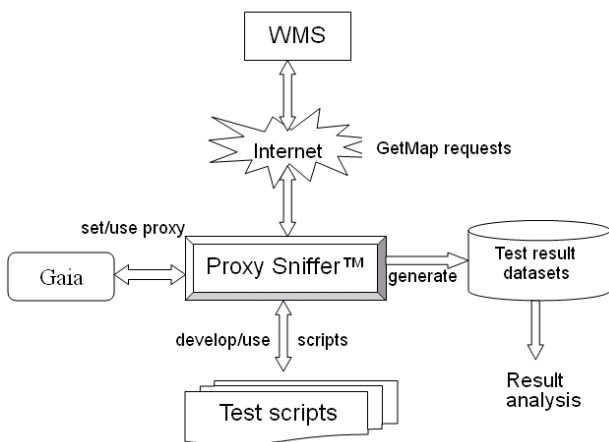 WMS
Internet
GetMap requests
set/use proxy
Gaia
Proxy Sniffer™
generate
Test result
datasets
develop/use scripts
Test scripts
Result
analysis